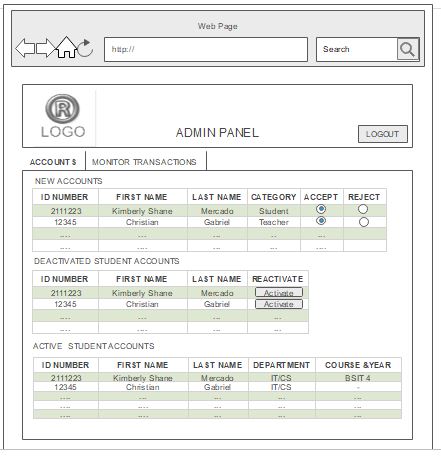 Web Page
http:// Search
®
LOGO
ADMIN PANEL
LOGOUT
ACCOUNTS MONITOR TRANSACTIONS
NEW ACCOUNTS
ID NUMBER FIRST NAME LAST NAME CATEGORY ACCEPT REJECT
2111223 Kimberly Shane Mercado Student
12345 Christian Gabriel Teacher
.... ... ... .. ...
.... ... ... ... ....
DEACTIVATED STUDENT ACCOUNTS
ID NUMBER FIRST NAME LAST NAME REACTIVATE
2111223 Kimberly Shane Mercado Activate
12345 Christian Gabriel Activate
.... ... ... ...
.... ... ... ...
ACTIVE STUDENT ACCOUNTS
ID NUMBER FIRST NAME LAST NAME DEPARTMENT COURSE &YEAR
2111223 Kimberly Shane Mercado IT/CS BSIT 4
12345 Christian Gabriel IT/CS -
.... ... ... ... ...
.... ... ... ... ...
.... ... ... ... ...